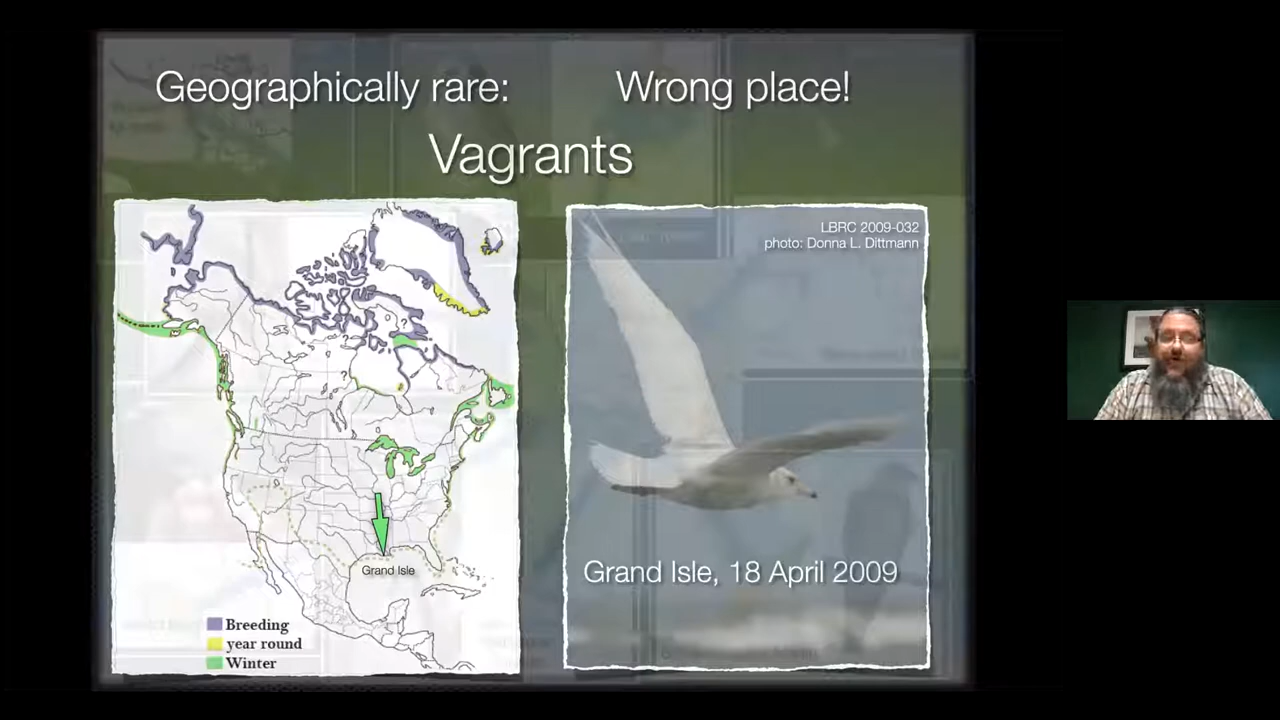 Geographically rare:
Wrong place!
Vagrants
LBRC 2009-032
photo: Donna L. Dittmann
Grand Isle
Grand Isle, 18 April 2009
Breeding
year round
Winter